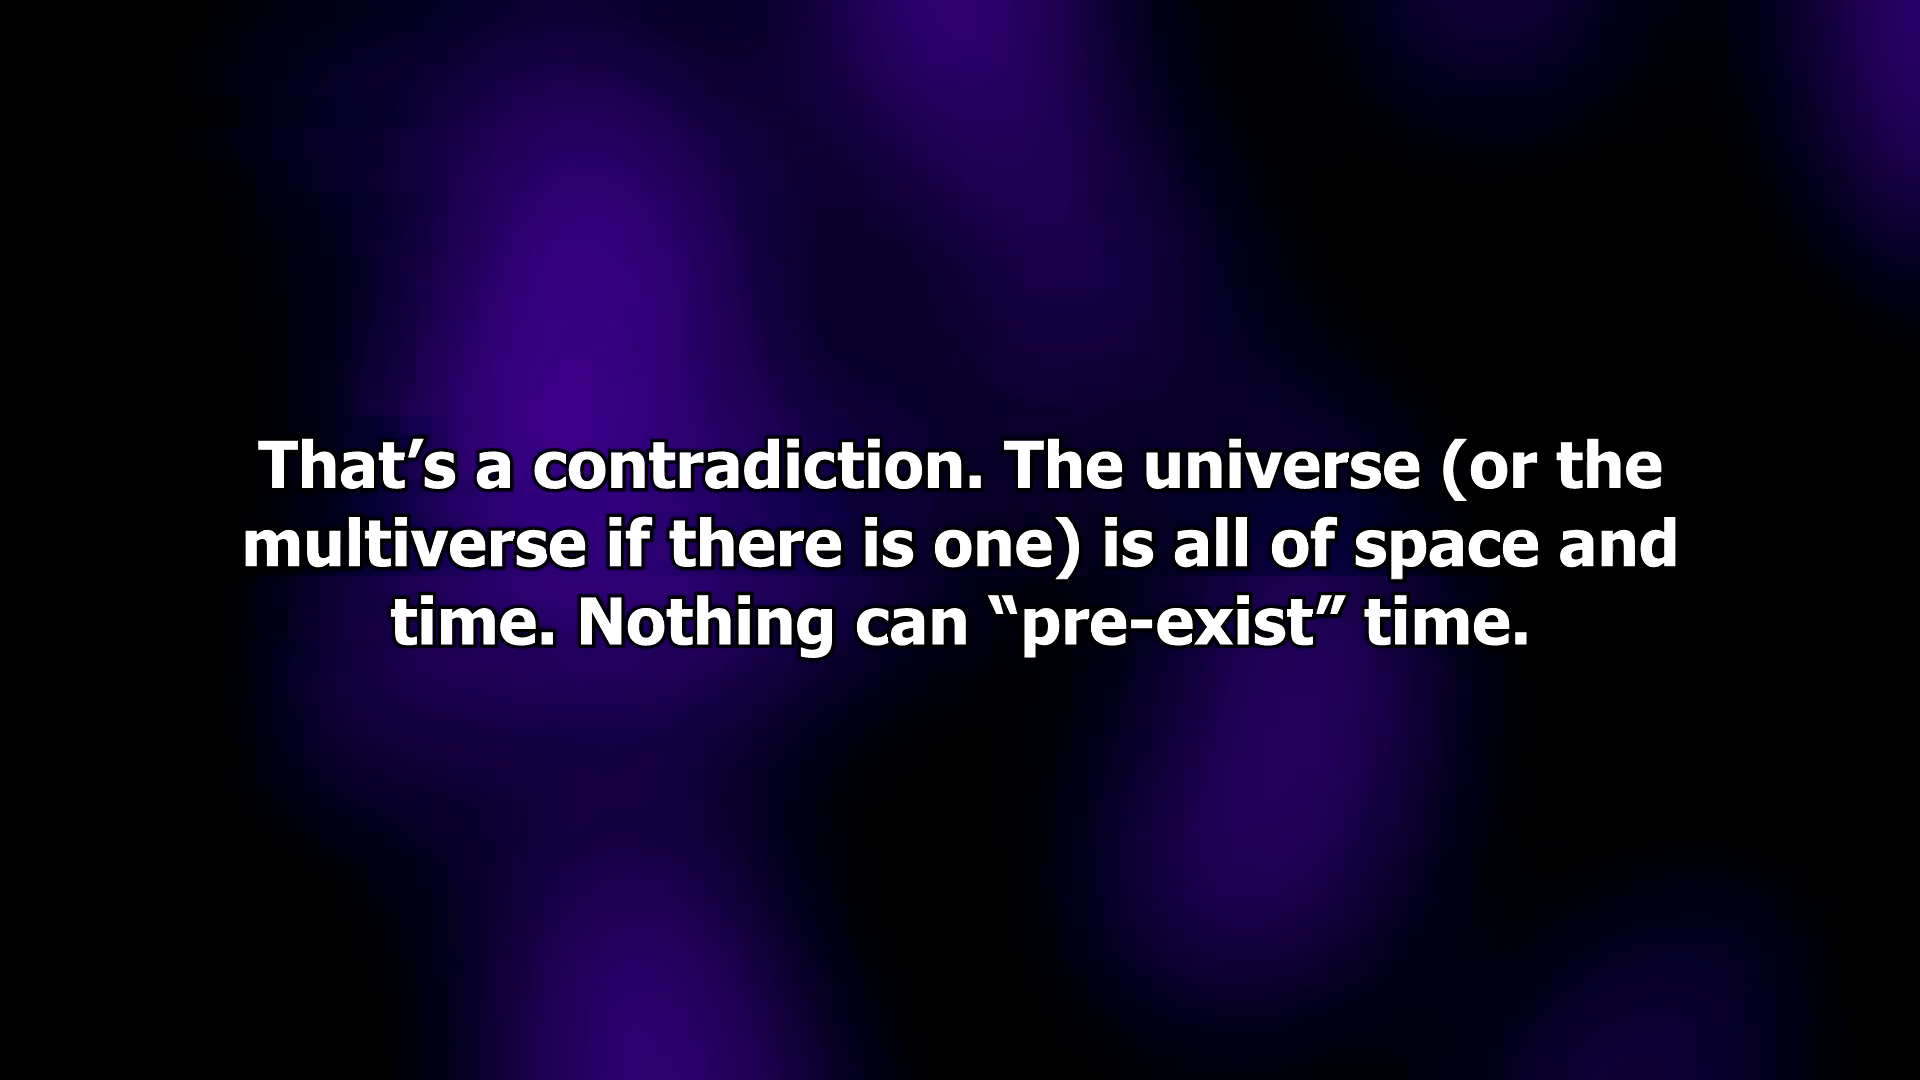 That’s a contradiction. The universe (or the
multiverse if there is one) is all of space and
time. Nothing can “pre-exist” time.